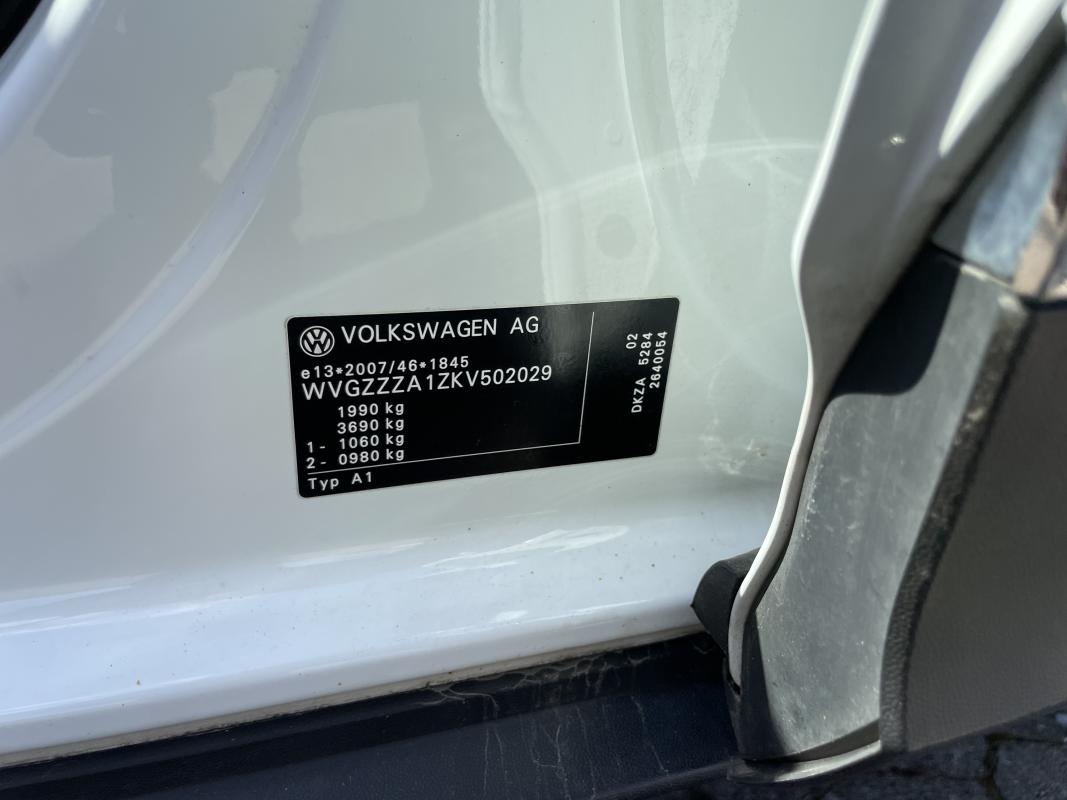 VOLKSWAGEN AG
e13*2007/46*1845
WVGZZZA1ZKV502029
1990 kg
3690 kg
1- 1060 kg
2- 0980 kg
Typ A1
02
DKZA 5284
2640054